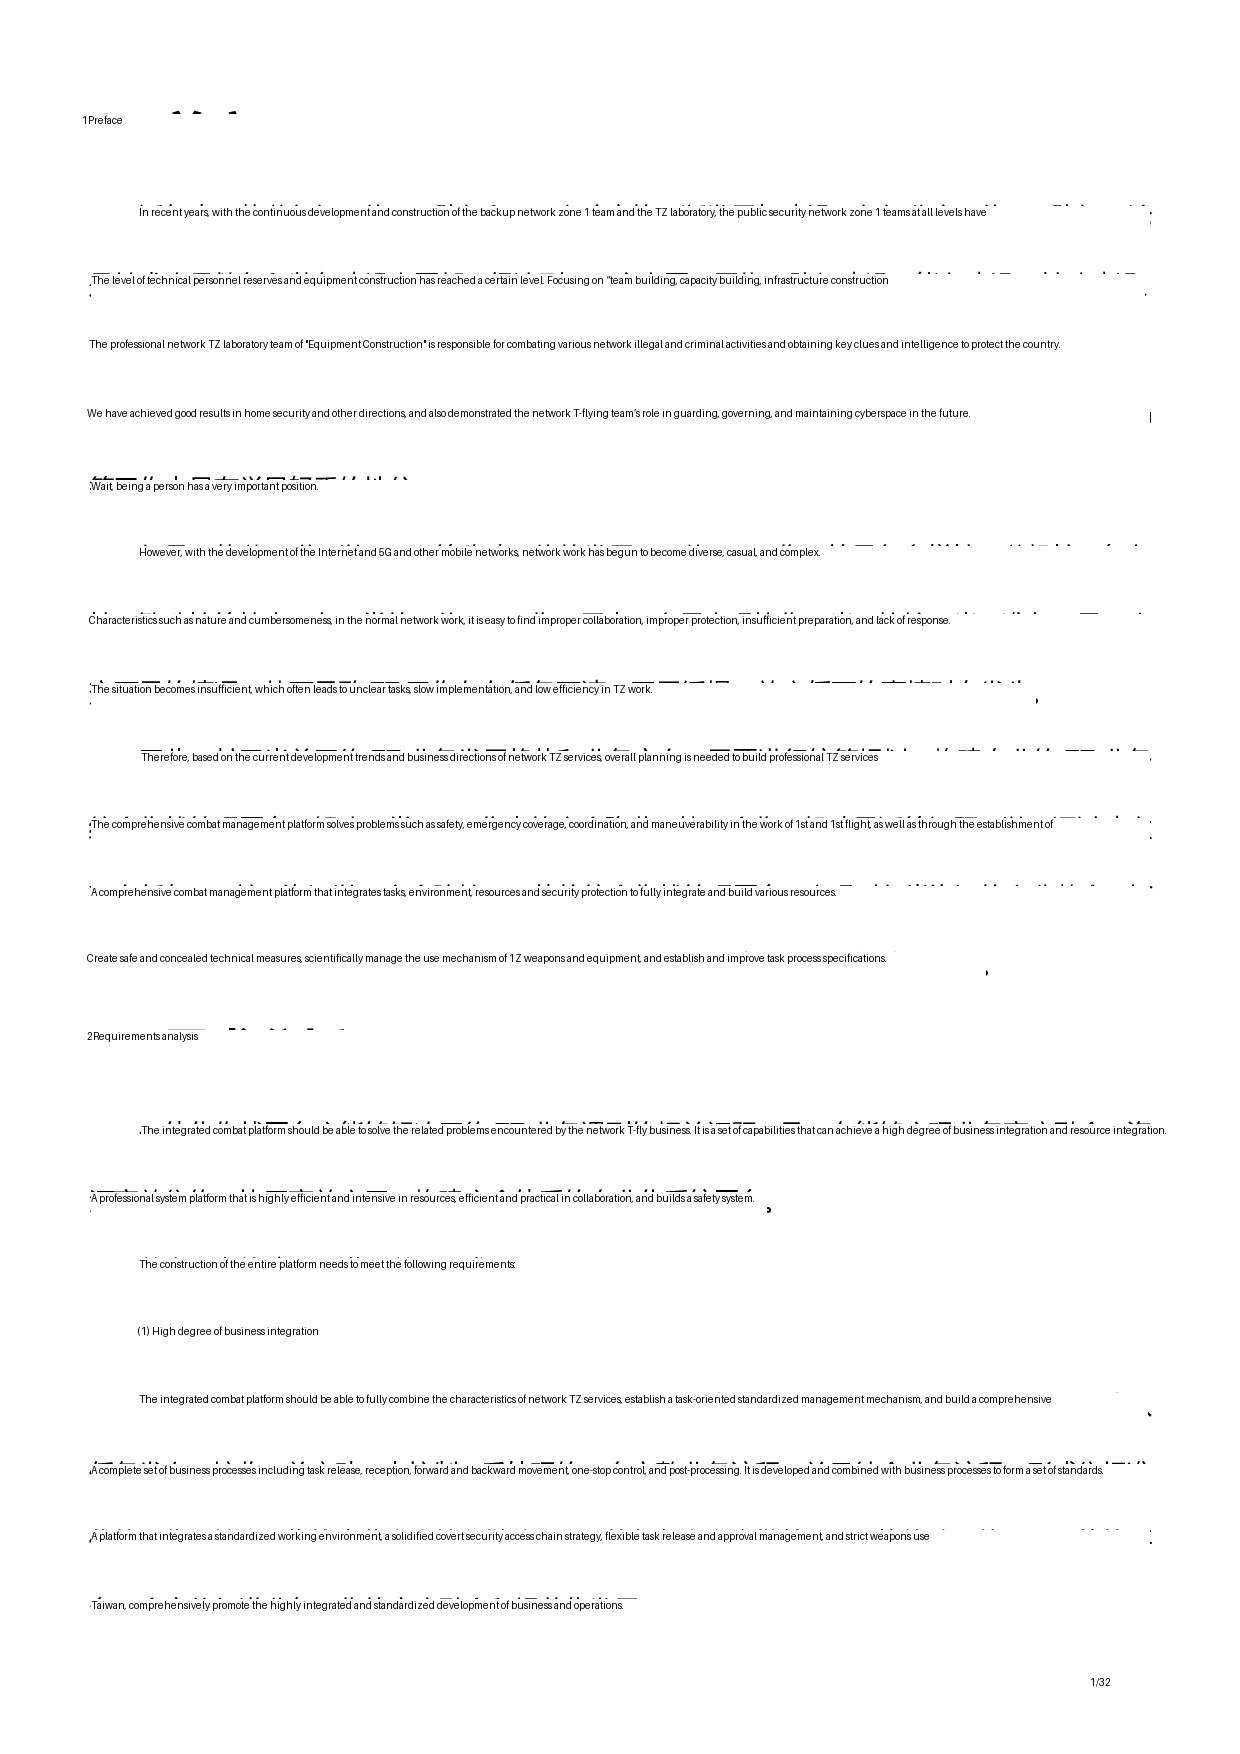 1Preface
In recent years, with the continuous development and construction of the backup network zone 1 team and the TZ laboratory, the public security network zone 1 teams at all levels have
The level of technical personnel reserves and equipment construction has reached a certain level. Focusing on "team building, capacity building, infrastructure construction
The professional network TZ laboratory team of "Equipment Construction" is responsible for combating various network illegal and criminal activities and obtaining key clues and intelligence to protect the country.
We have achieved good results in home security and other directions, and also demonstrated the network T-flying team's role in guarding, governing, and maintaining cyberspace in the future.
Wait, being a person has a very important position.
However, with the development of the Internet and 5G and other mobile networks, network work has begun to become diverse, casual, and complex.
Characteristics such as nature and cumbersomeness, in the normal network work, it is easy to find improper collaboration, improper protection, insufficient preparation, and lack of response.
The situation becomes insufficient, which often leads to unclear tasks, slow implementation, and low efficiency in TZ work.
Therefore, based on the current development trends and business directions of network TZ services, overall planning is needed to build professional TZ services
The comprehensive combat management platform solves problems such as safety, emergency coverage, coordination, and maneuverability in the work of 1st and 1st flight, as well as through the establishment of
A comprehensive combat management platform that integrates tasks, environment, resources and security protection to fully integrate and build various resources.
Create safe and concealed technical measures, scientifically manage the use mechanism of 1Z weapons and equipment, and establish and improve task process specifications.
2Requirements analysis
The integrated combat platform should be able to solve the related problems encountered by the network T-fly business. It is a set of capabilities that can achieve a high degree of business integration and resource integration.
A professional system platform that is highly efficient and intensive in resources, efficient and practical in collaboration, and builds a safety system.
The construction of the entire platform needs to meet the following requirements:
(1) High degree of business integration
The integrated combat platform should be able to fully combine the characteristics of network TZ services, establish a task-oriented standardized management mechanism, and build a comprehensive
A complete set of business processes including task release, reception, forward and backward movement, one-stop control, and post-processing. It is developed and combined with business processes to form a set of standards.
A platform that integrates a standardized working environment, a solidified covert security access chain strategy, flexible task release and approval management, and strict weapons use
Taiwan, comprehensively promote the highly integrated and standardized development of business and operations.
1/32